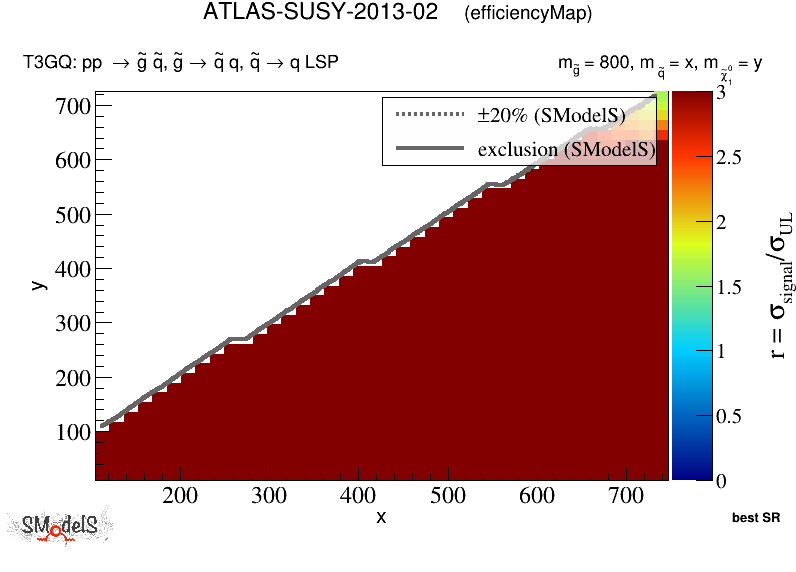 ATLAS-SUSY-2013-02 (efficiencyMap)
T3GQ: pp → g̃ q̃, g̃ → q̃ q, q̃ → q LSP
m_g̃ = 800, m_q̃ = x, m_χ̃₁⁰ = y
±20% (SModelS)
exclusion (SModelS)
700
600
500
400
300
200
100
y
200 300 400 500 600 700
x
3
2.5
2
1.5
1
0.5
0
r = σ_signal/σ_UL
SModelS
best SR